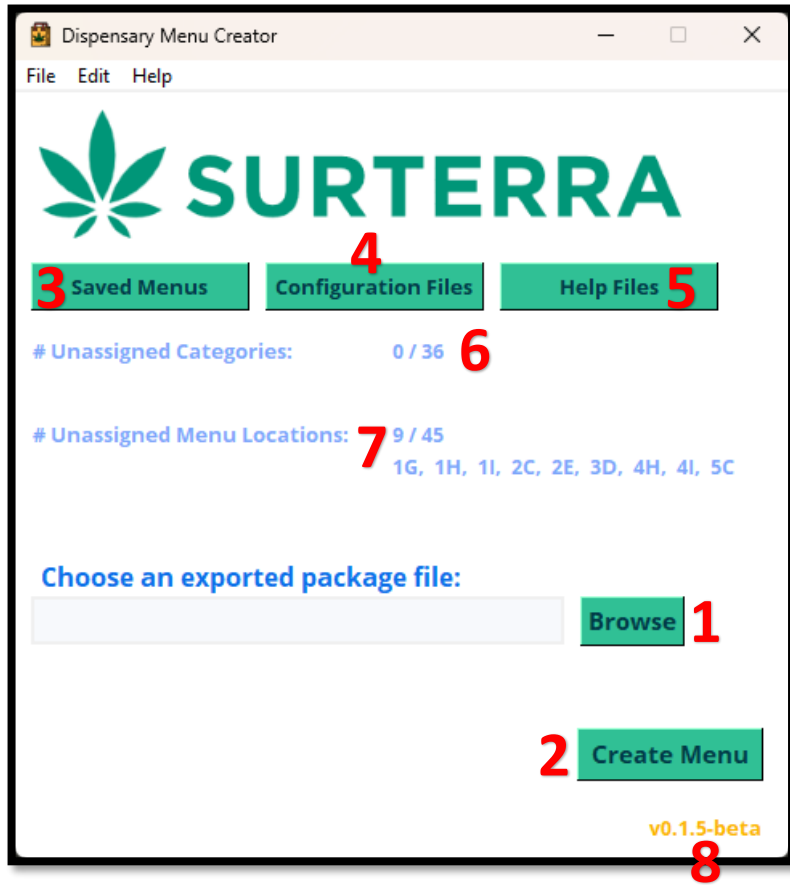 Dispensary Menu Creator
File Edit Help
SURTERRA
4
3 Saved Menus Configuration Files Help Files 5
# Unassigned Categories: 0 / 36 6
# Unassigned Menu Locations: 7 9 / 45
1G, 1H, 1I, 2C, 2E, 3D, 4H, 4I, 5C
Choose an exported package file:
Browse 1
2 Create Menu
v0.1.5-beta
8